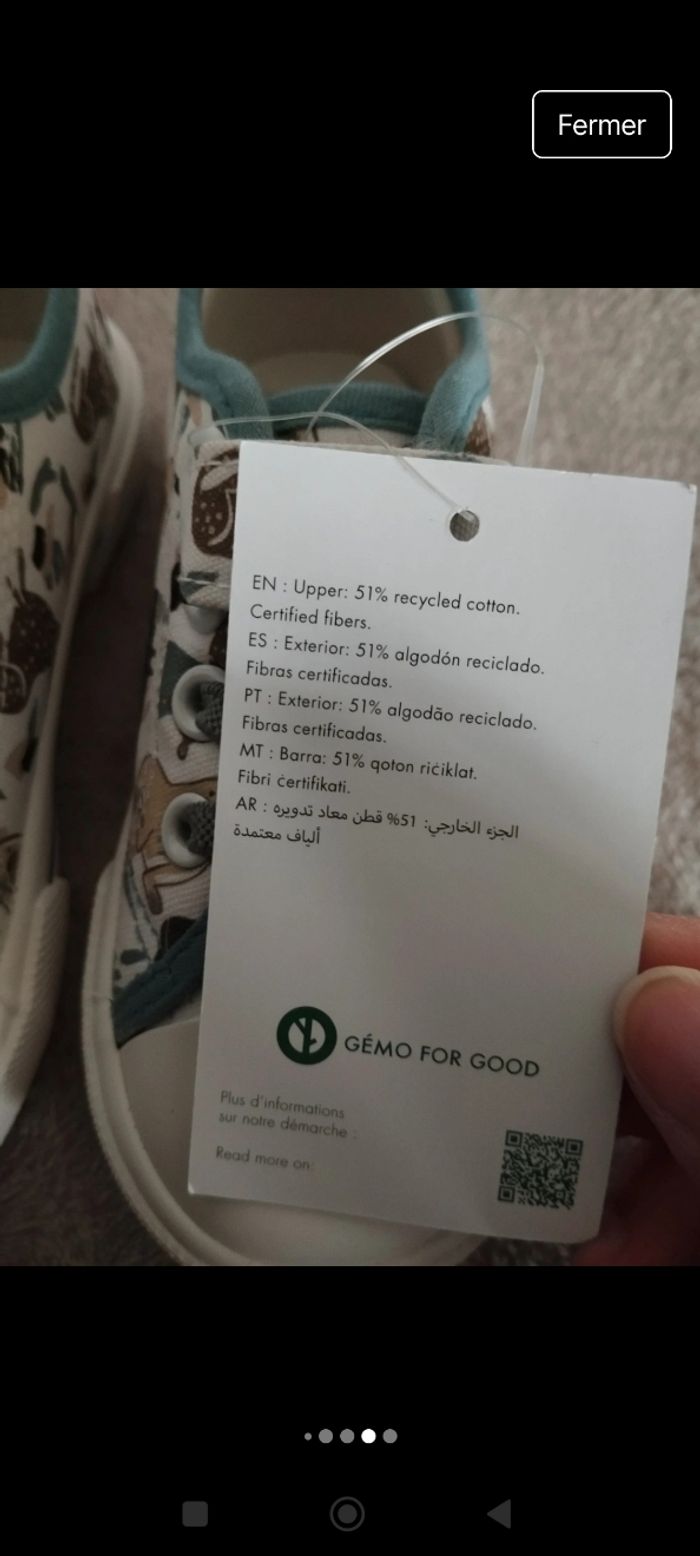 Fermer
EN : Upper: 51% recycled cotton.
Certified fibers.
ES : Exterior: 51% algodón reciclado.
Fibras certificadas.
PT : Exterior: 51% algodão reciclado.
Fibras certificadas.
MT : Barra: 51% qoton riċiklat.
Fibri ċertifikati.
AR : الجزء الخارجي: 51% قطن معاد تدويره
ألياف معتمدة
GÉMO FOR GOOD
Plus d'informations
sur notre démarche :
Read more on: